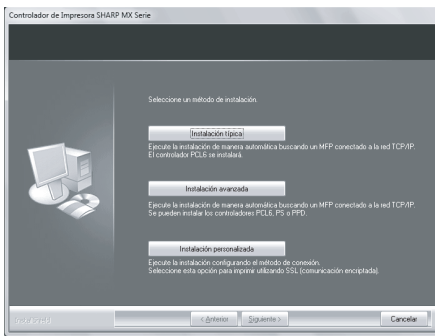 Controlador de Impresora SHARP MX Serie
Seleccione un método de instalación.
Instalación típica
Ejecute la instalación de manera automática buscando un MFP conectado a la red TCP/IP.
El controlador PCL6 se instalará.
Instalación avanzada
Ejecute la instalación de manera automática buscando un MFP conectado a la red TCP/IP.
Se pueden instalar los controladores PCL6, PS o PPD.
Instalación personalizada
Ejecute la instalación configurando el método de conexión.
Seleccione esta opción para imprimir utilizando SSL (comunicación encriptada).
InstallShield
< Anterior
Siguiente >
Cancelar